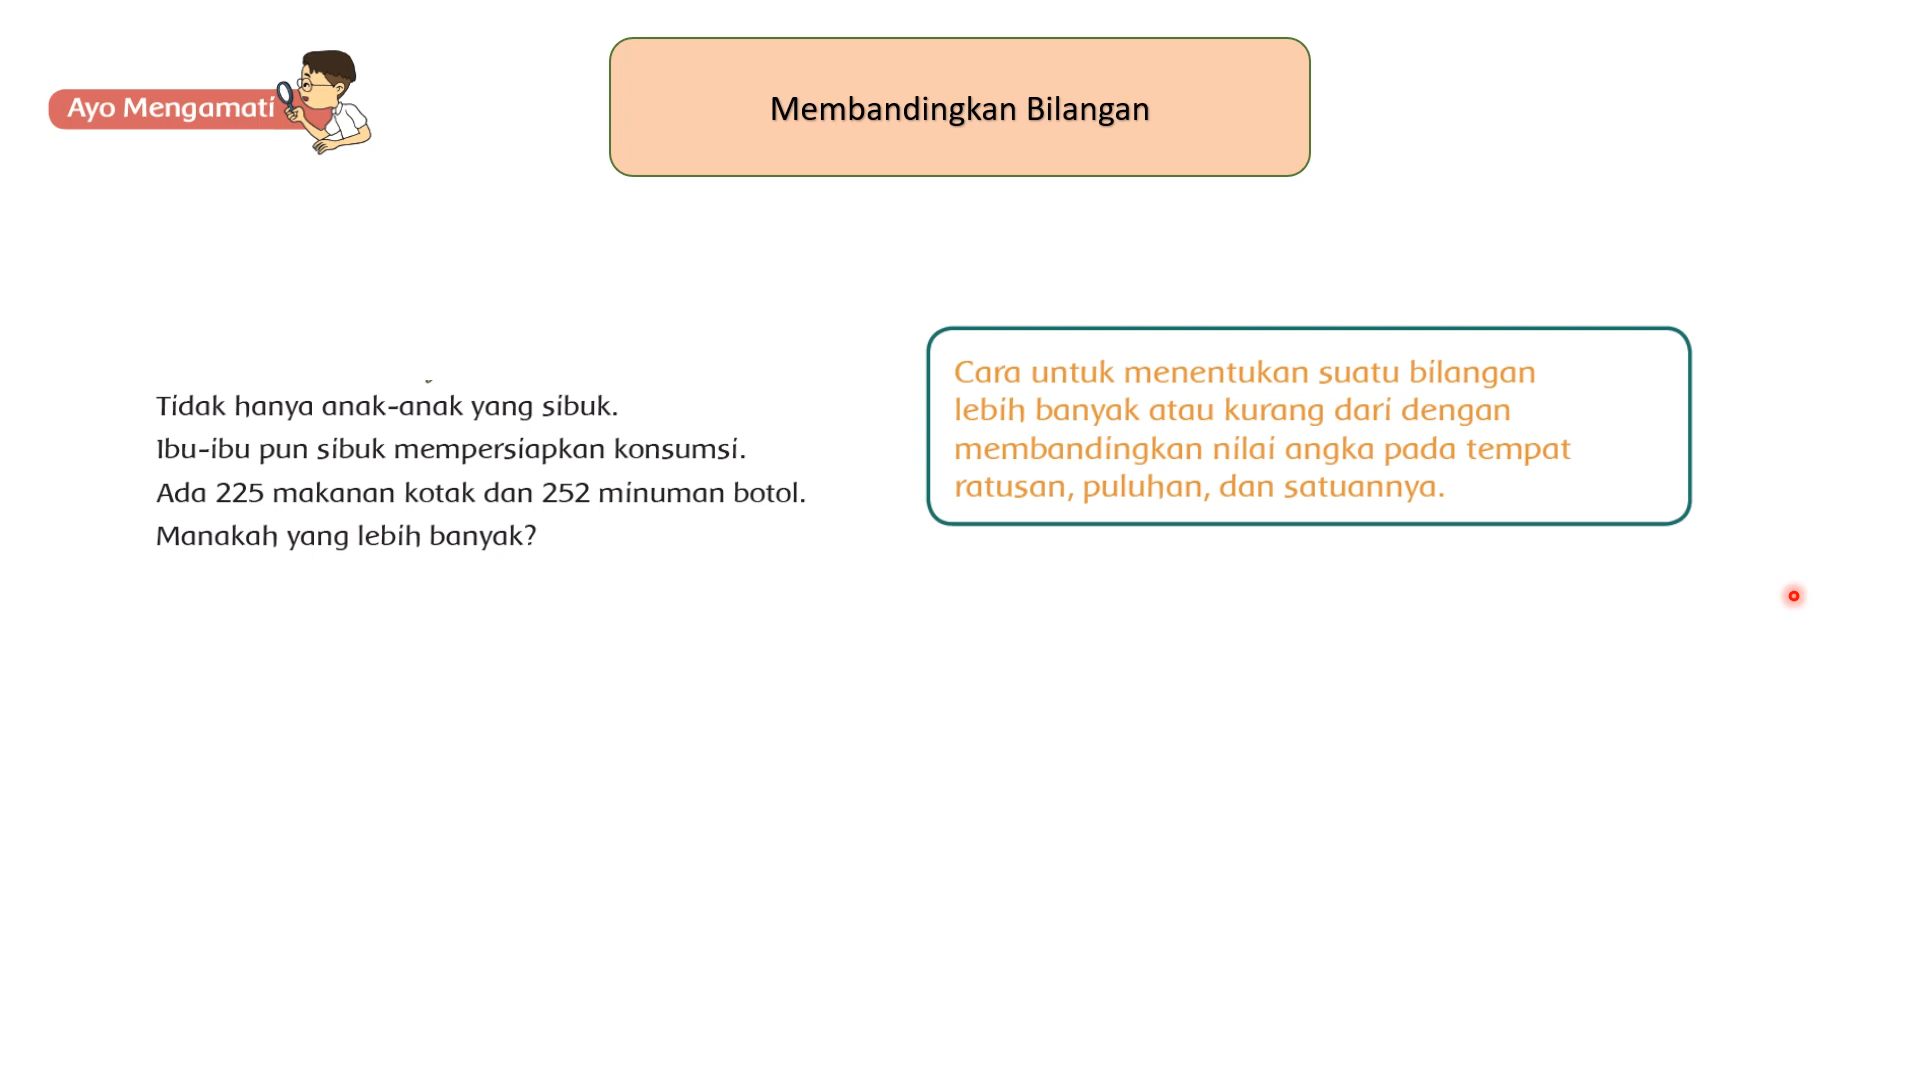 Ayo Mengamati
Membandingkan Bilangan
Tidak hanya anak-anak yang sibuk.
Ibu-ibu pun sibuk mempersiapkan konsumsi.
Ada 225 makanan kotak dan 252 minuman botol.
Manakah yang lebih banyak?
Cara untuk menentukan suatu bilangan
lebih banyak atau kurang dari dengan
membandingkan nilai angka pada tempat
ratusan, puluhan, dan satuannya.